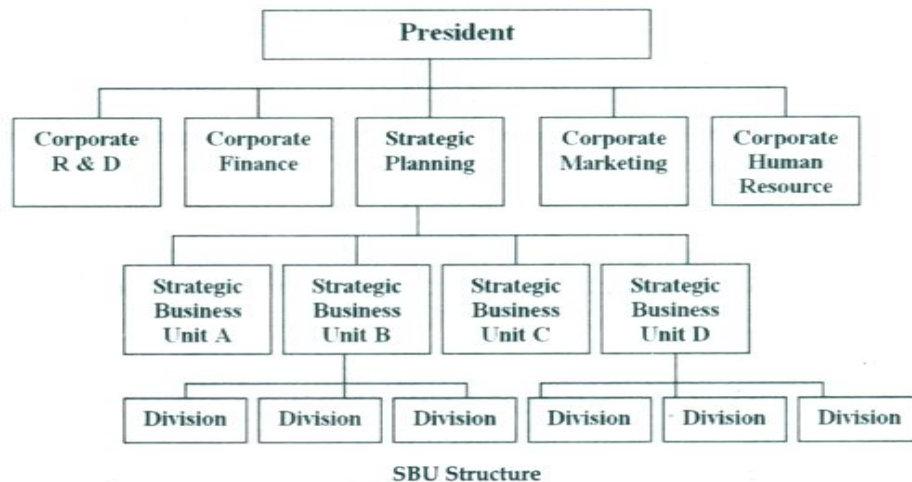 President
Corporate
R & D
Corporate
Finance
Strategic
Planning
Corporate
Marketing
Corporate
Human
Resource
Strategic
Business
Unit A
Strategic
Business
Unit B
Strategic
Business
Unit C
Strategic
Business
Unit D
Division
Division
Division
Division
Division
Division
SBU Structure